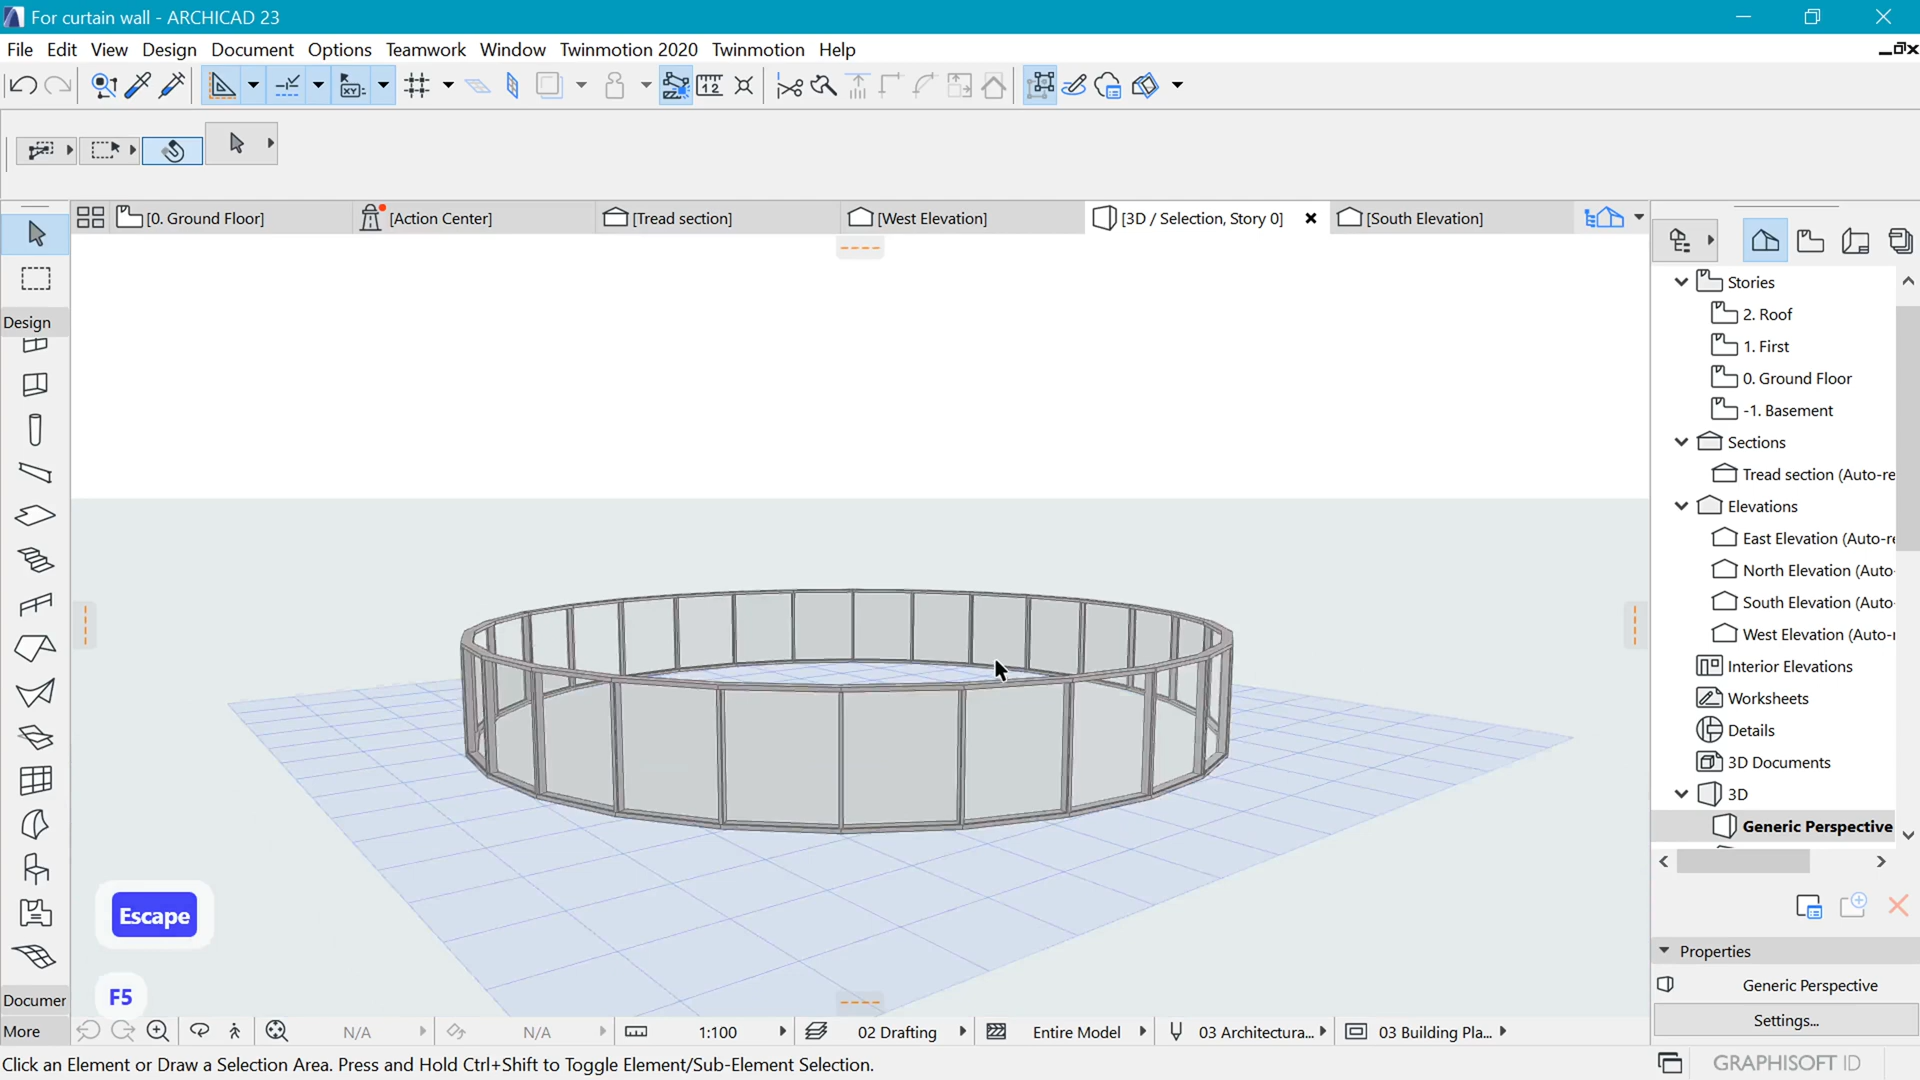 For curtain wall - ARCHICAD 23
File Edit View Design Document Options Teamwork Window Twinmotion 2020 Twinmotion Help
[0. Ground Floor] [Action Center] [Tread section] [West Elevation] [3D / Selection, Story 0] [South Elevation]
Design
Documen
More
Stories
2. Roof
1. First
0. Ground Floor
-1. Basement
Sections
Tread section (Auto-re
Elevations
East Elevation (Auto-re
North Elevation (Auto-
South Elevation (Auto-
West Elevation (Auto-r
Interior Elevations
Worksheets
Details
3D Documents
3D
Generic Perspective
Properties
Generic Perspective
Settings...
Escape
F5
N/A N/A 1:100 02 Drafting Entire Model 03 Architectura... 03 Building Pla...
Click an Element or Draw a Selection Area. Press and Hold Ctrl+Shift to Toggle Element/Sub-Element Selection.
GRAPHISOFT ID